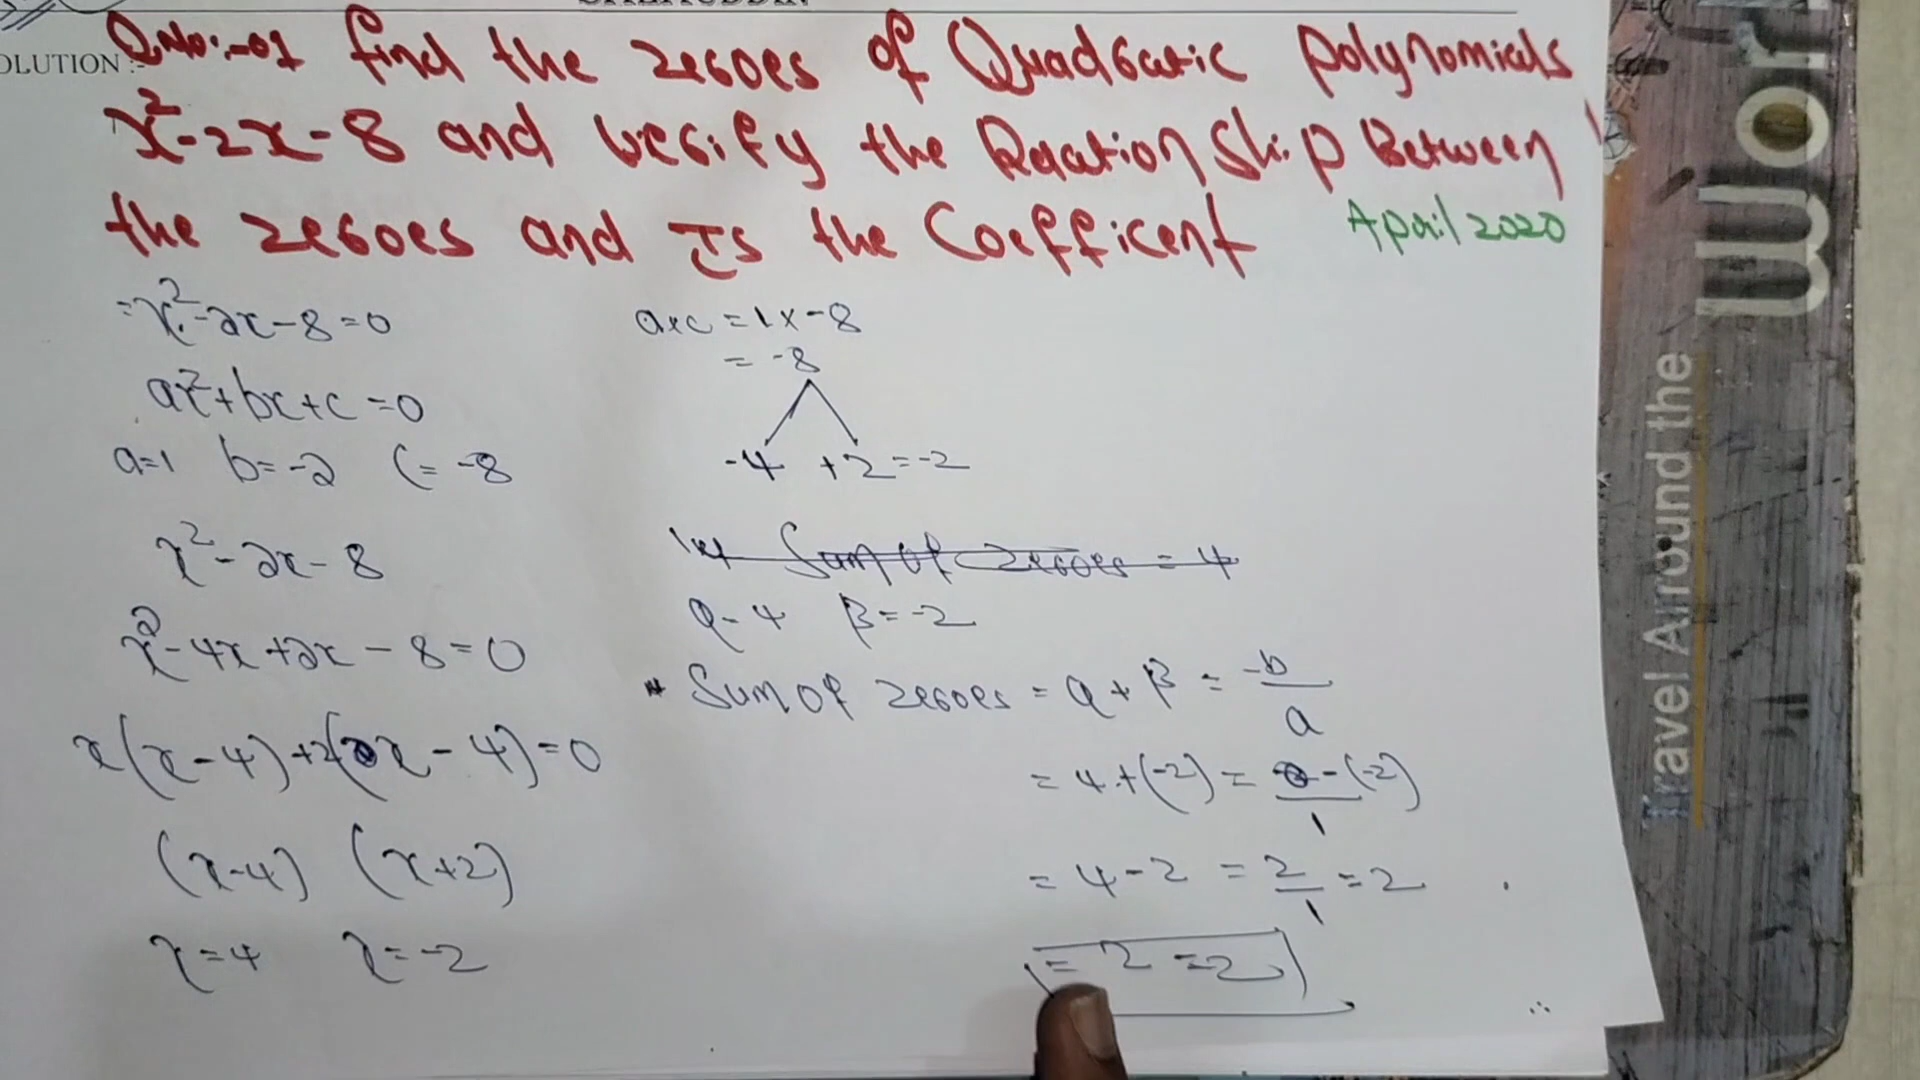 OLUTION :-
Q.No:-01 find the zeroes of Quadratic polynomials
x²-2x-8 and verify the Relationship Between
the zeroes and Its the Coefficent April 2020
= x²-2x-8=0
ax²+bx+c=0
a=1 b=-2 c=-8
x²-2x-8
x²-4x+2x-8=0
x(x-4)+2(x-4)=0
(x-4) (x+2)
x=4 x=-2
a×c = 1×-8
= -8
-4 +2=-2
Sum of zeroes = 4
α=4 β=-2
* Sum of zeroes = α+β = -b/a
= 4+(-2) = -(-2)/1
= 4-2 = 2/1 = 2
= 2 = 2
∴
Travel Arround the
Wor